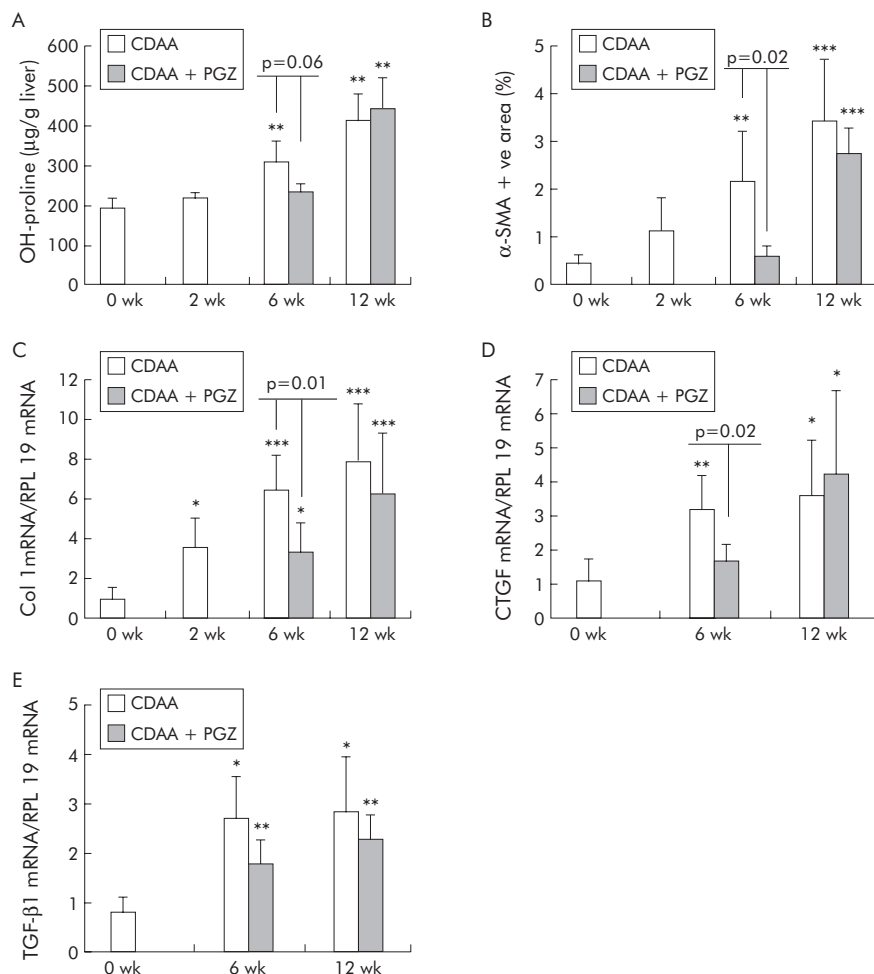 A
OH-proline (µg/g liver)
600
500
400
300
200
100
0
CDAA
CDAA + PGZ
p=0.06
**
**
**
0 wk
2 wk
6 wk
12 wk
B
α-SMA + ve area (%)
5
4
3
2
1
0
CDAA
CDAA + PGZ
p=0.02
**
***
***
0 wk
2 wk
6 wk
12 wk
C
Col 1mRNA/RPL 19 mRNA
12
10
8
6
4
2
0
CDAA
CDAA + PGZ
p=0.01
*
***
*
***
***
0 wk
2 wk
6 wk
12 wk
D
CTGF mRNA/RPL 19 mRNA
7
6
5
4
3
2
1
0
CDAA
CDAA + PGZ
p=0.02
**
*
*
0 wk
6 wk
12 wk
E
TGF-β1 mRNA/RPL 19 mRNA
5
4
3
2
1
0
CDAA
CDAA + PGZ
*
**
*
**
0 wk
6 wk
12 wk